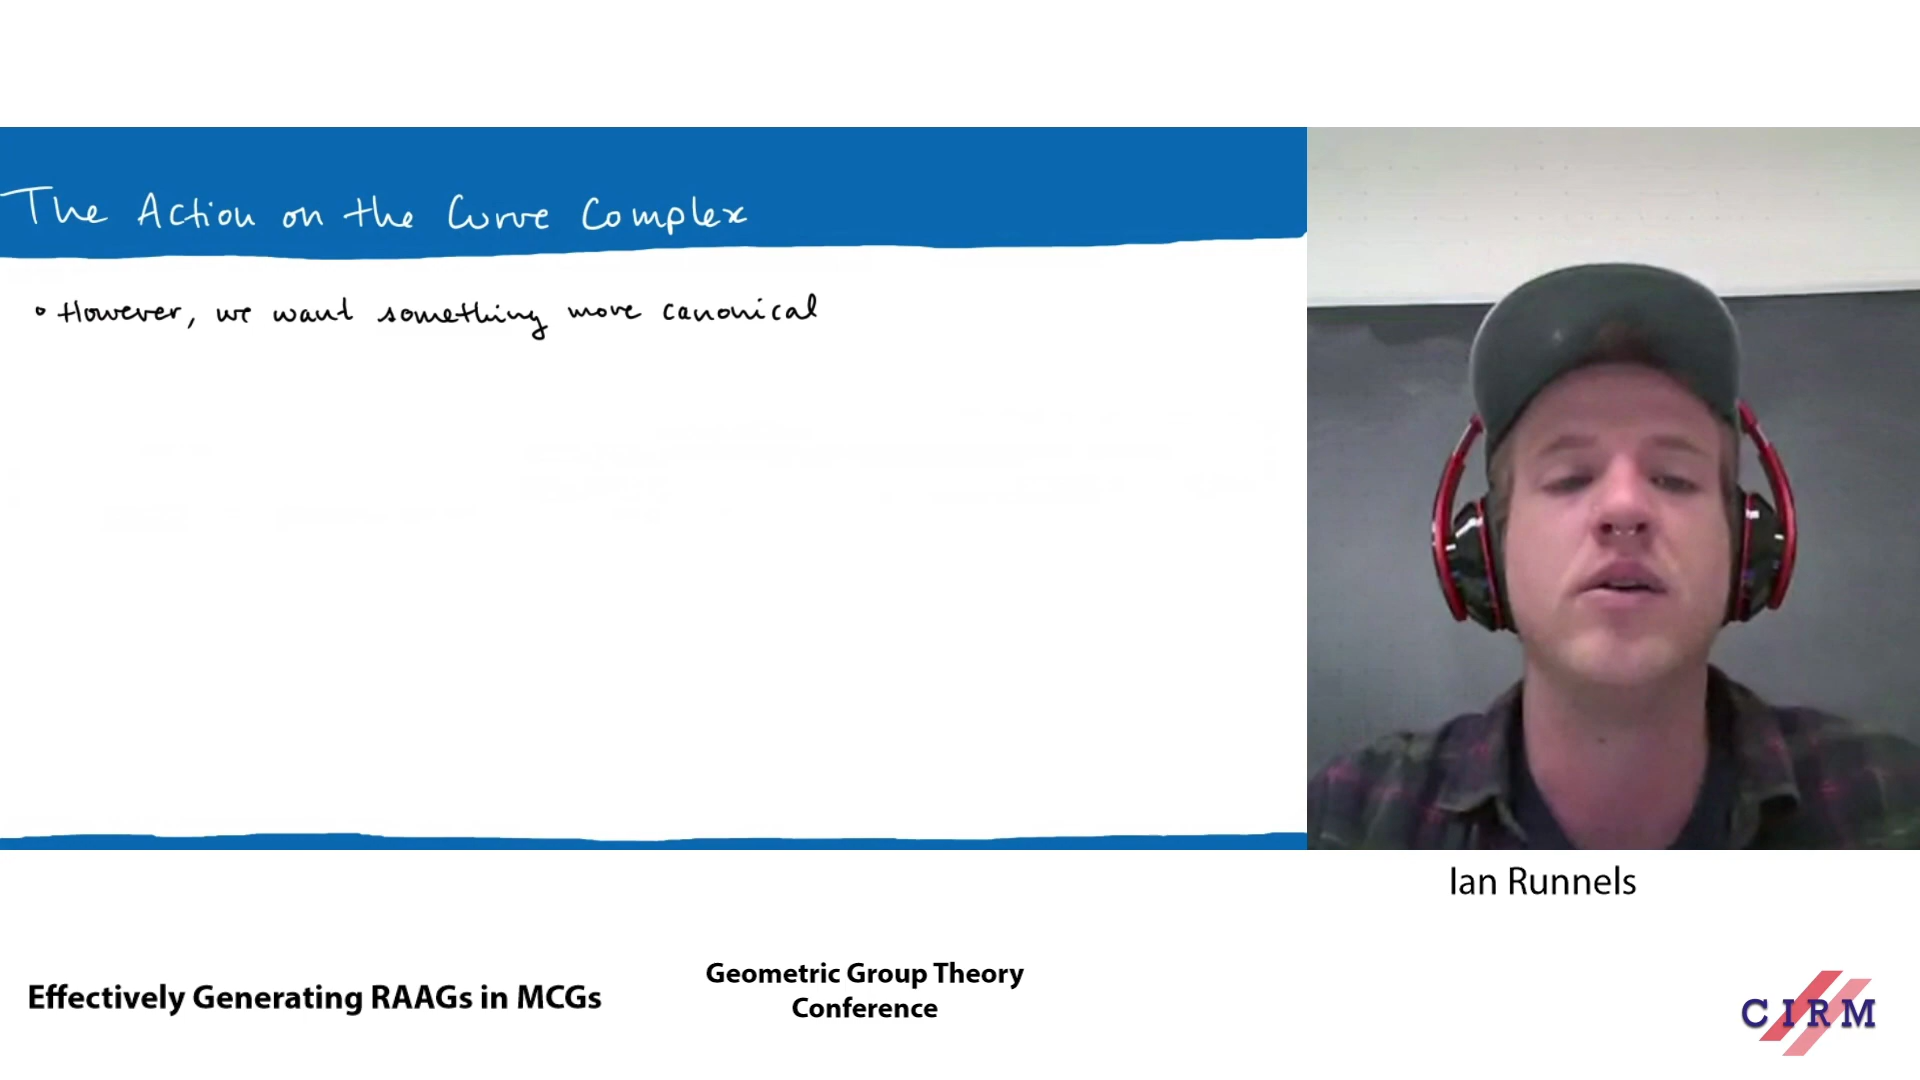 The Action on the Curve Complex
• However, we want something more canonical
Ian Runnels
Effectively Generating RAAGs in MCGs
Geometric Group Theory
Conference
CIRM